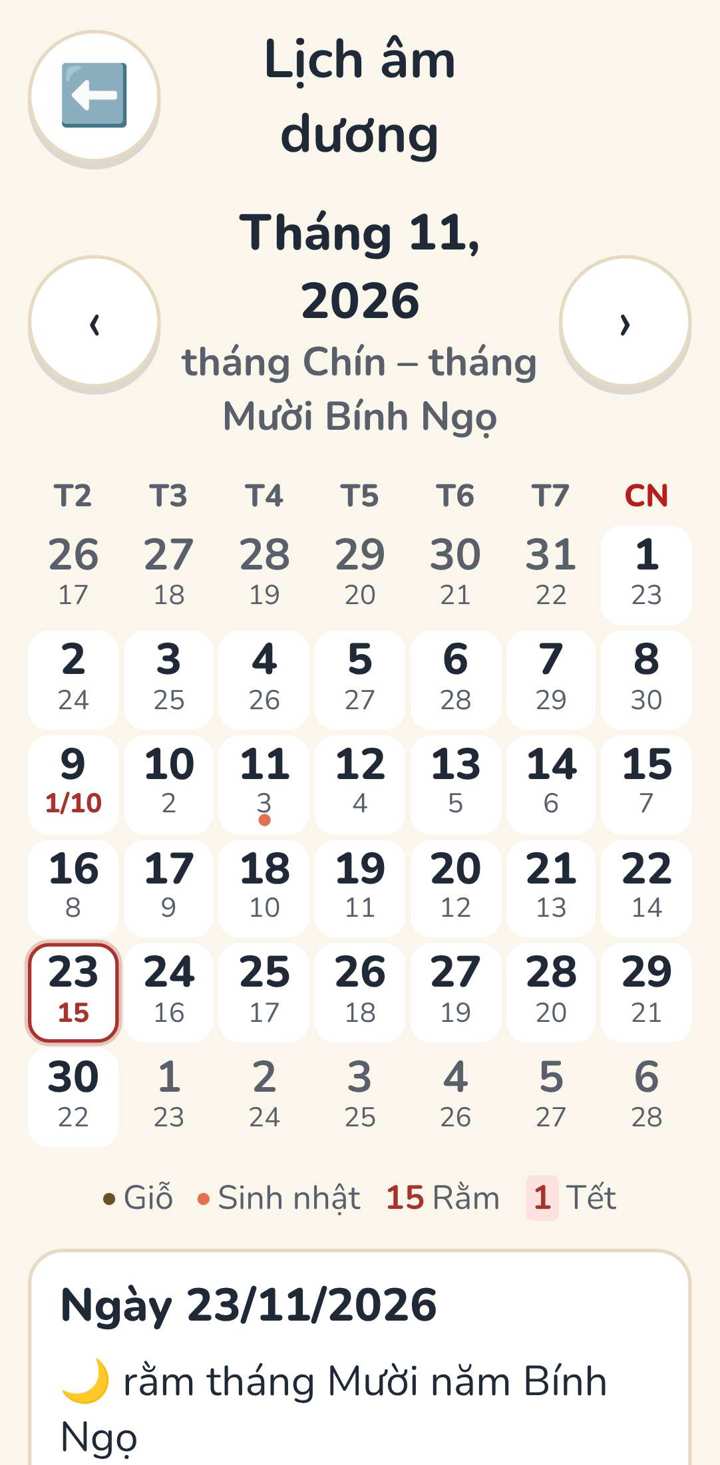 Lịch âm
dương
Tháng 11,
2026
tháng Chín – tháng
Mười Bính Ngọ
‹ ›
T2 T3 T4 T5 T6 T7 CN
26 27 28 29 30 31 1
17 18 19 20 21 22 23
2 3 4 5 6 7 8
24 25 26 27 28 29 30
9 10 11 12 13 14 15
1/10 2 3 4 5 6 7
16 17 18 19 20 21 22
8 9 10 11 12 13 14
23 24 25 26 27 28 29
15 16 17 18 19 20 21
30 1 2 3 4 5 6
22 23 24 25 26 27 28
Giỗ Sinh nhật 15 Rằm 1 Tết
Ngày 23/11/2026
🌙 rằm tháng Mười năm Bính
Ngọ